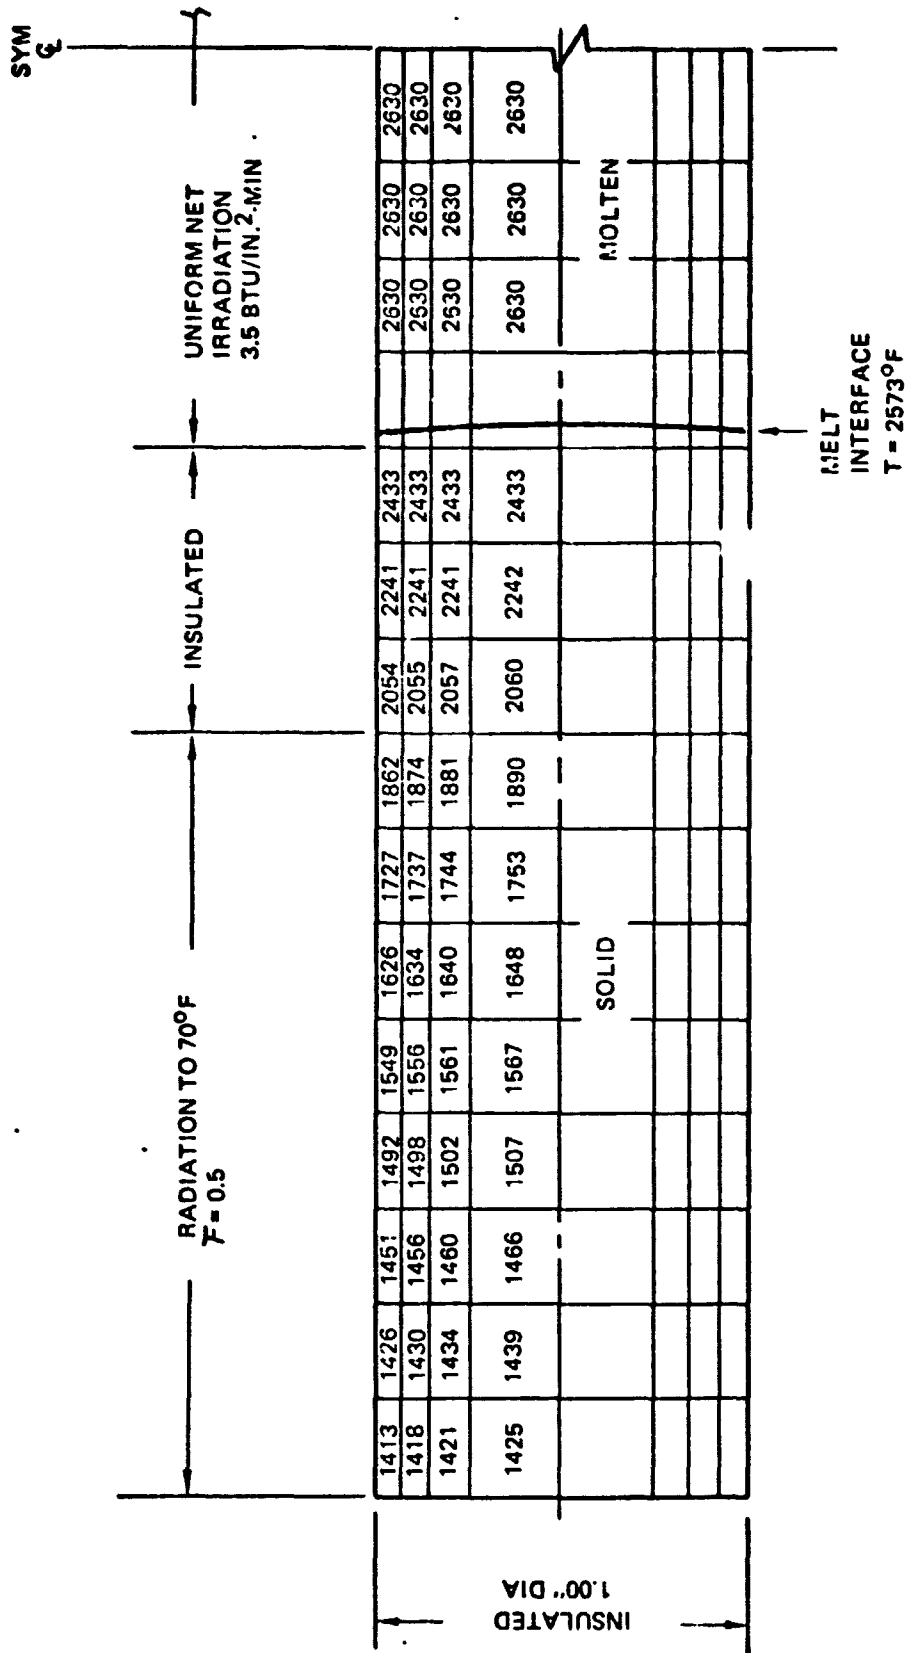 SYM
℄
RADIATION TO 70°F
ℱ = 0.5
INSULATED
UNIFORM NET
IRRADIATION
3.5 BTU/IN.²-MIN
1413 1426 1451 1492 1549 1626 1727 1862 2054 2241 2433 2630 2630 2630
1418 1430 1456 1498 1556 1634 1737 1874 2055 2241 2433 2530 2630 2630
1421 1434 1460 1502 1561 1640 1744 1881 2057 2241 2433 2530 2630 2630
1425 1439 1466 1507 1567 1648 1753 1890 2060 2242 2433 2630 2630 2630
INSULATED
1.00" DIA
SOLID
MOLTEN
MELT
INTERFACE
T = 2573°F